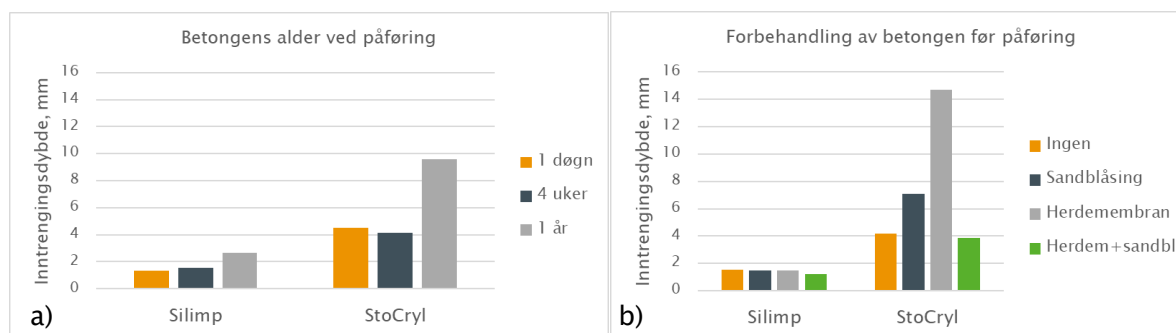 Betongens alder ved påføring
Inntrengingsdybde, mm
16
14
12
10
8
6
4
2
0
Silimp
StoCryl
1 døgn
4 uker
1 år
a)
Forbehandling av betongen før påføring
Inntrengingsdybde, mm
16
14
12
10
8
6
4
2
0
Silimp
StoCryl
Ingen
Sandblåsing
Herdemembran
Herdem+sandbl
b)